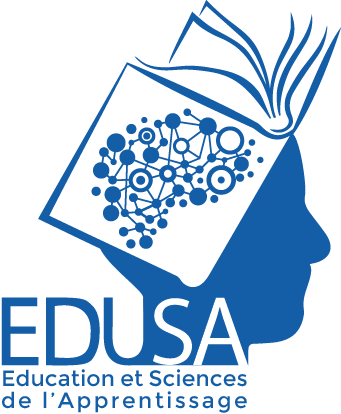 EDUSA
Education et Sciences
de l'Apprentissage